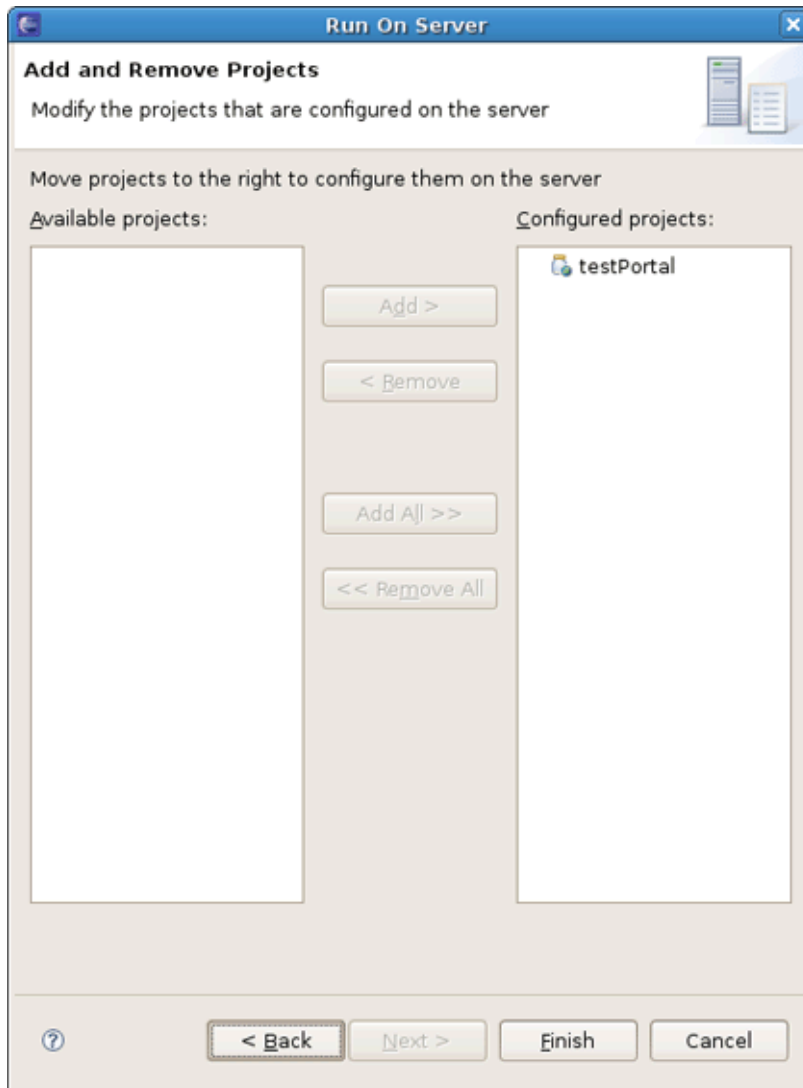 Run On Server
Add and Remove Projects
Modify the projects that are configured on the server
Move projects to the right to configure them on the server
Available projects:
Configured projects:
testPortal
Add >
< Remove
Add All >>
<< Remove All
? < Back Next > Finish Cancel